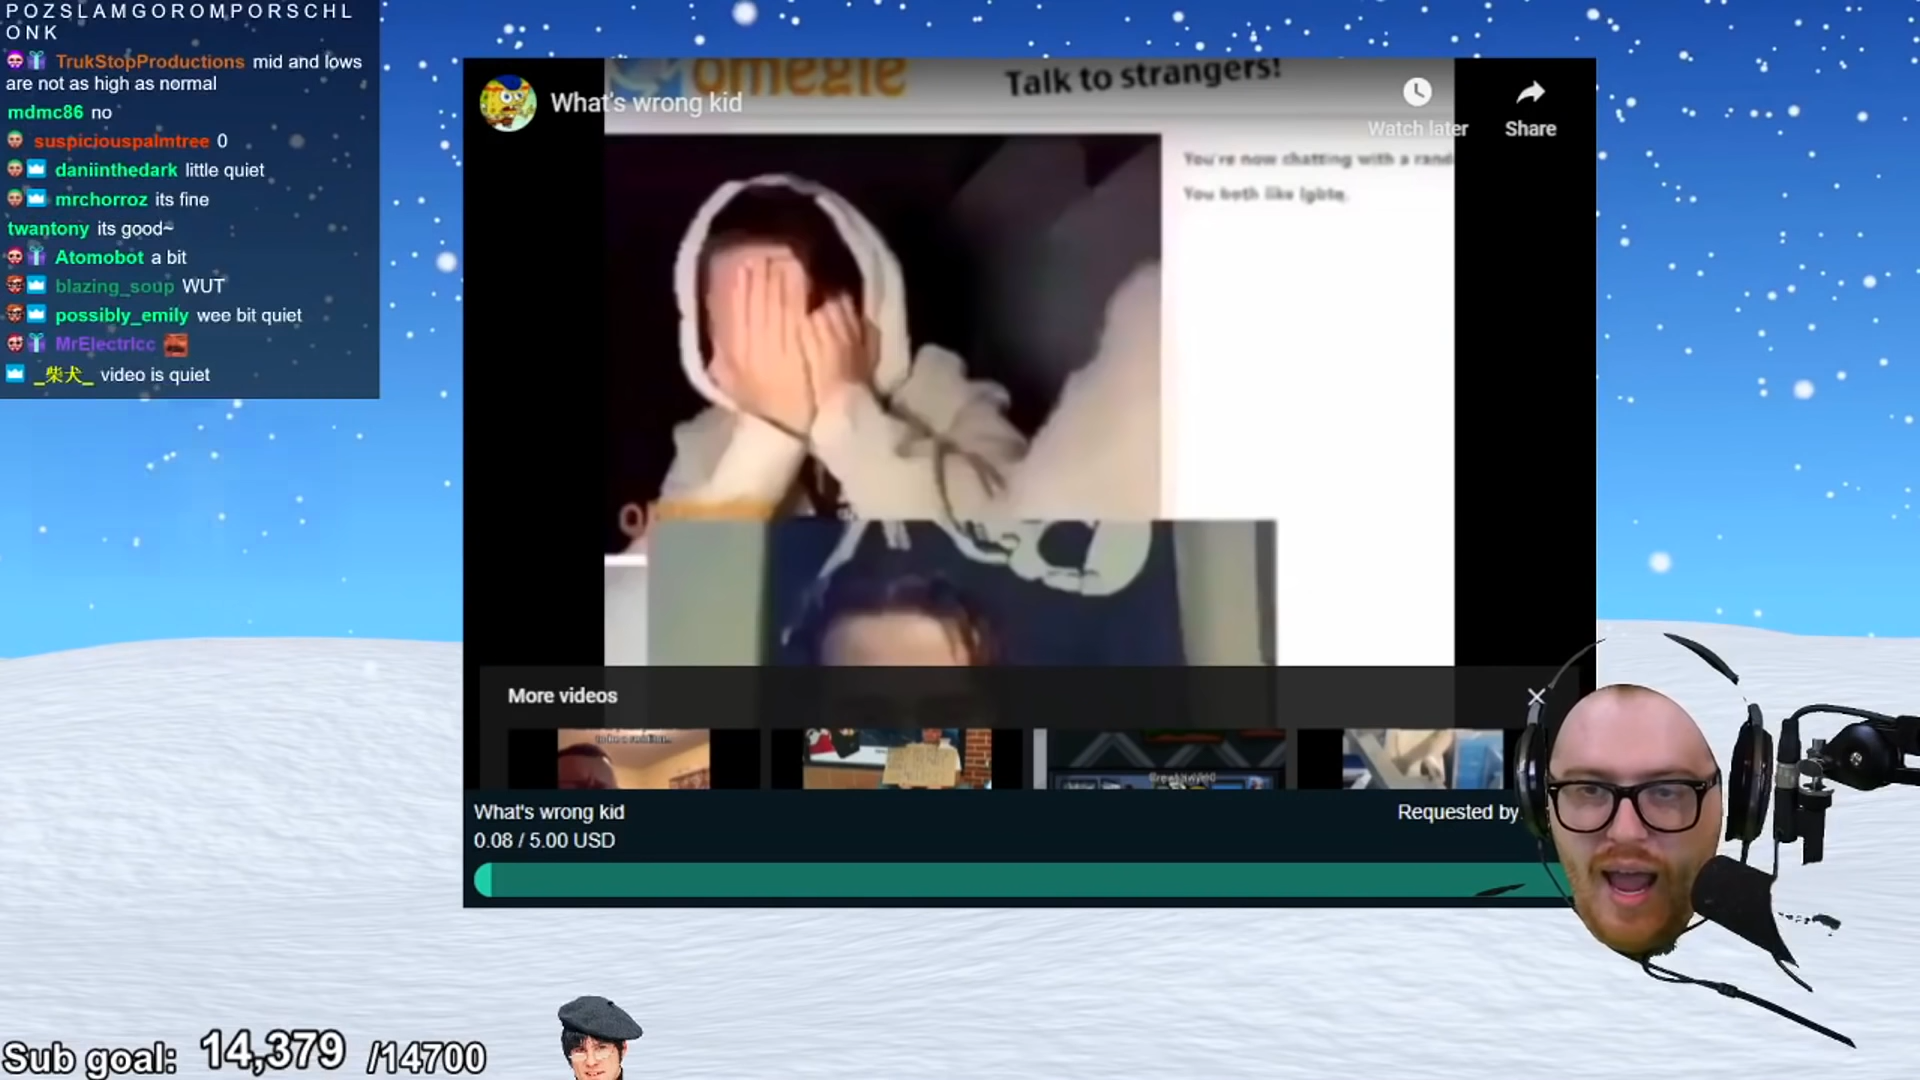 P O Z S L A M G O R O M P O R S C H L
O N K
TrukStopProductions mid and lows
are not as high as normal
mdmc86 no
suspiciouspalmtree 0
daniinthedark little quiet
mrchorroz its fine
twantony its good~
Atomobot a bit
blazing_soup WUT
possibly_emily wee bit quiet
MrElectrIcc
_柴犬_ video is quiet
omegle Talk to strangers!
What's wrong kid
Watch later
Share
You're now chatting with a rand
You both like lgbtq.
More videos
What's wrong kid
Requested by
0.08 / 5.00 USD
Sub goal: 14,379 /14700